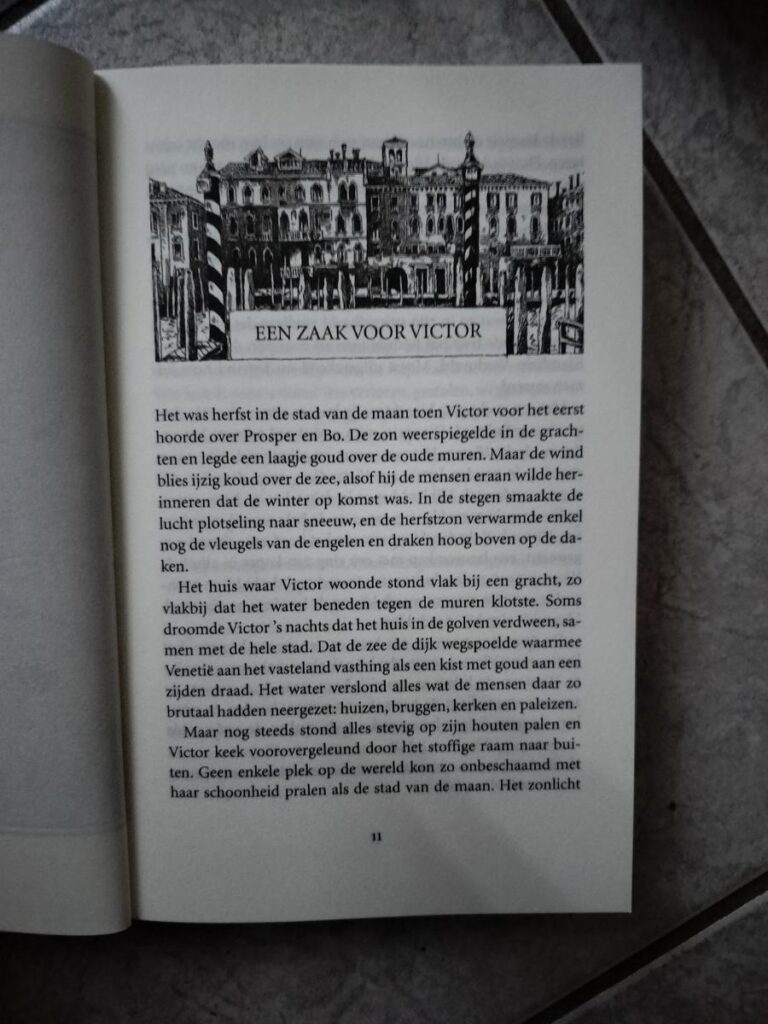 EEN ZAAK VOOR VICTOR
Het was herfst in de stad van de maan toen Victor voor het eerst
hoorde over Prosper en Bo. De zon weerspiegelde in de grach-
ten en legde een laagje goud over de oude muren. Maar de wind
blies ijzig koud over de zee, alsof hij de mensen eraan wilde her-
inneren dat de winter op komst was. In de stegen smaakte de
lucht plotseling naar sneeuw, en de herfstzon verwarmde enkel
nog de vleugels van de engelen en draken hoog boven op de da-
ken.
Het huis waar Victor woonde stond vlak bij een gracht, zo
vlakbij dat het water beneden tegen de muren klotste. Soms
droomde Victor 's nachts dat het huis in de golven verdween, sa-
men met de hele stad. Dat de zee de dijk wegspoelde waarmee
Venetië aan het vasteland vasthing als een kist met goud aan een
zijden draad. Het water verslond alles wat de mensen daar zo
brutaal hadden neergezet: huizen, bruggen, kerken en paleizen.
Maar nog steeds stond alles stevig op zijn houten palen en
Victor keek voorovergeleund door het stoffige raam naar bui-
ten. Geen enkele plek op de wereld kon zo onbeschaamd met
haar schoonheid pralen als de stad van de maan. Het zonlicht
11